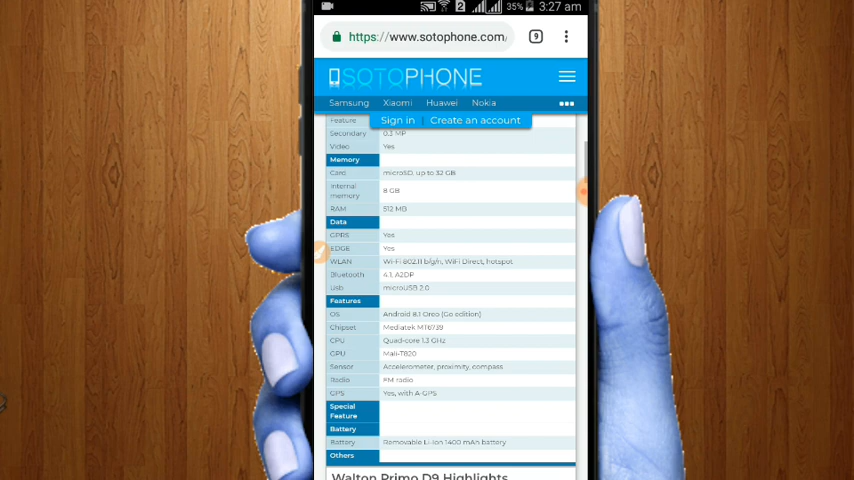 2 35% 3:27 am
https://www.sotophone.com/ 9
SOTOPHONE
Samsung Xiaomi Huawei Nokia
Sign in | Create an account
Feature
Secondary 0.3 MP
Video Yes
Memory
Card microSD, up to 32 GB
Internal memory 8 GB
RAM 512 MB
Data
GPRS Yes
EDGE Yes
WLAN Wi-Fi 802.11 b/g/n, WiFi Direct, hotspot
Bluetooth 4.1, A2DP
Usb microUSB 2.0
Features
OS Android 8.1 Oreo (Go edition)
Chipset Mediatek MT6739
CPU Quad-core 1.3 GHz
GPU Mali-T820
Sensor Accelerometer, proximity, compass
Radio FM radio
GPS Yes, with A-GPS
Special
Feature
Battery
Battery Removable Li-Ion 1400 mAh battery
Others
Walton Primo D9 Highlights